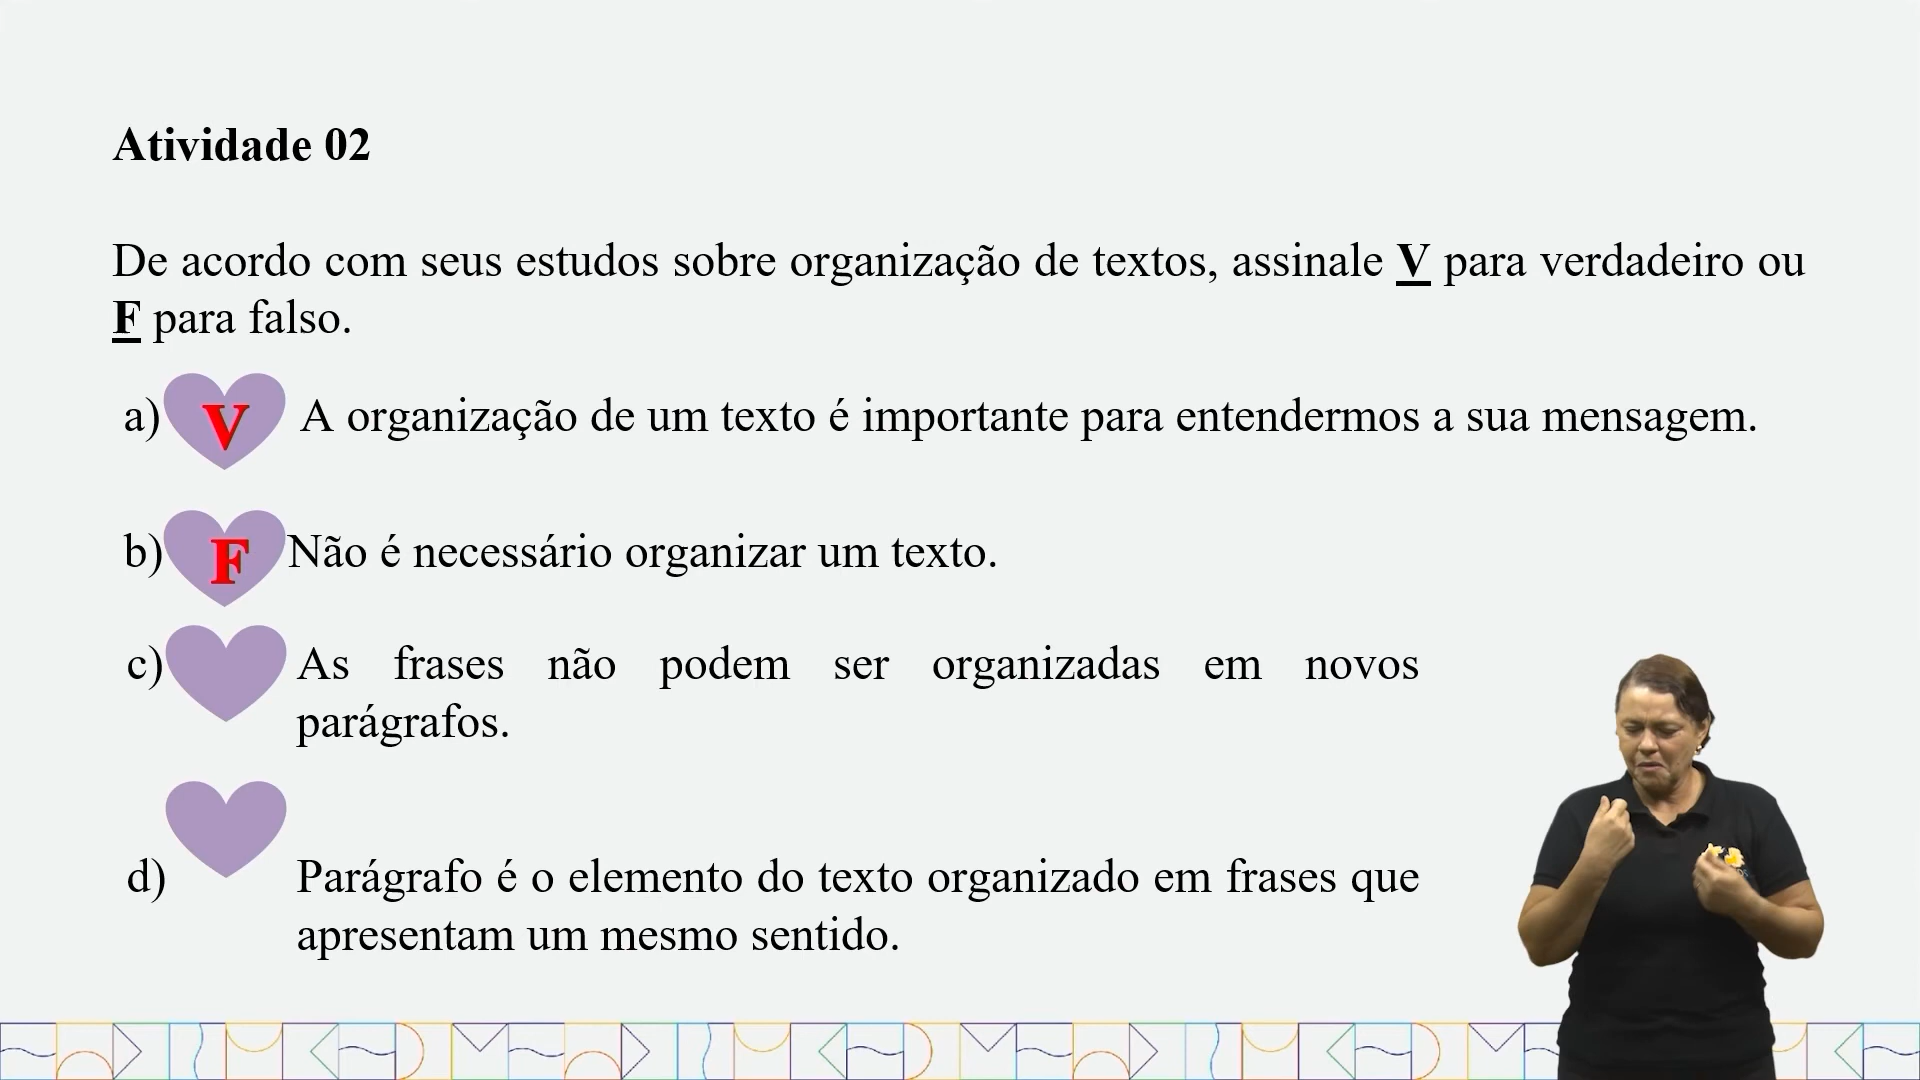 Atividade 02
De acordo com seus estudos sobre organização de textos, assinale V para verdadeiro ou
F para falso.
a) V A organização de um texto é importante para entendermos a sua mensagem.
b) F Não é necessário organizar um texto.
c) As frases não podem ser organizadas em novos
parágrafos.
d) Parágrafo é o elemento do texto organizado em frases que
apresentam um mesmo sentido.